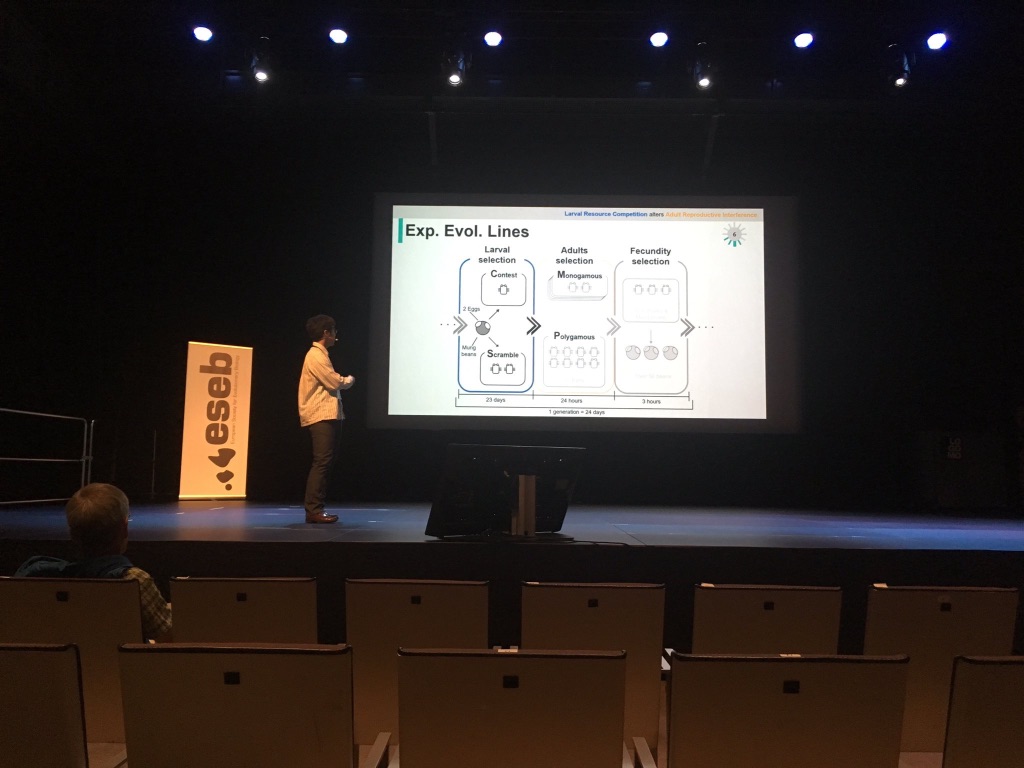 Larval Resource Competition alters Adult Reproductive Interference
Exp. Evol. Lines
6
Larval
selection
Adults
selection
Fecundity
selection
Contest
Monogamous
2 Eggs
Mung
beans
Scramble
Polygamous
23 days
24 hours
3 hours
1 generation = 24 days
eseb